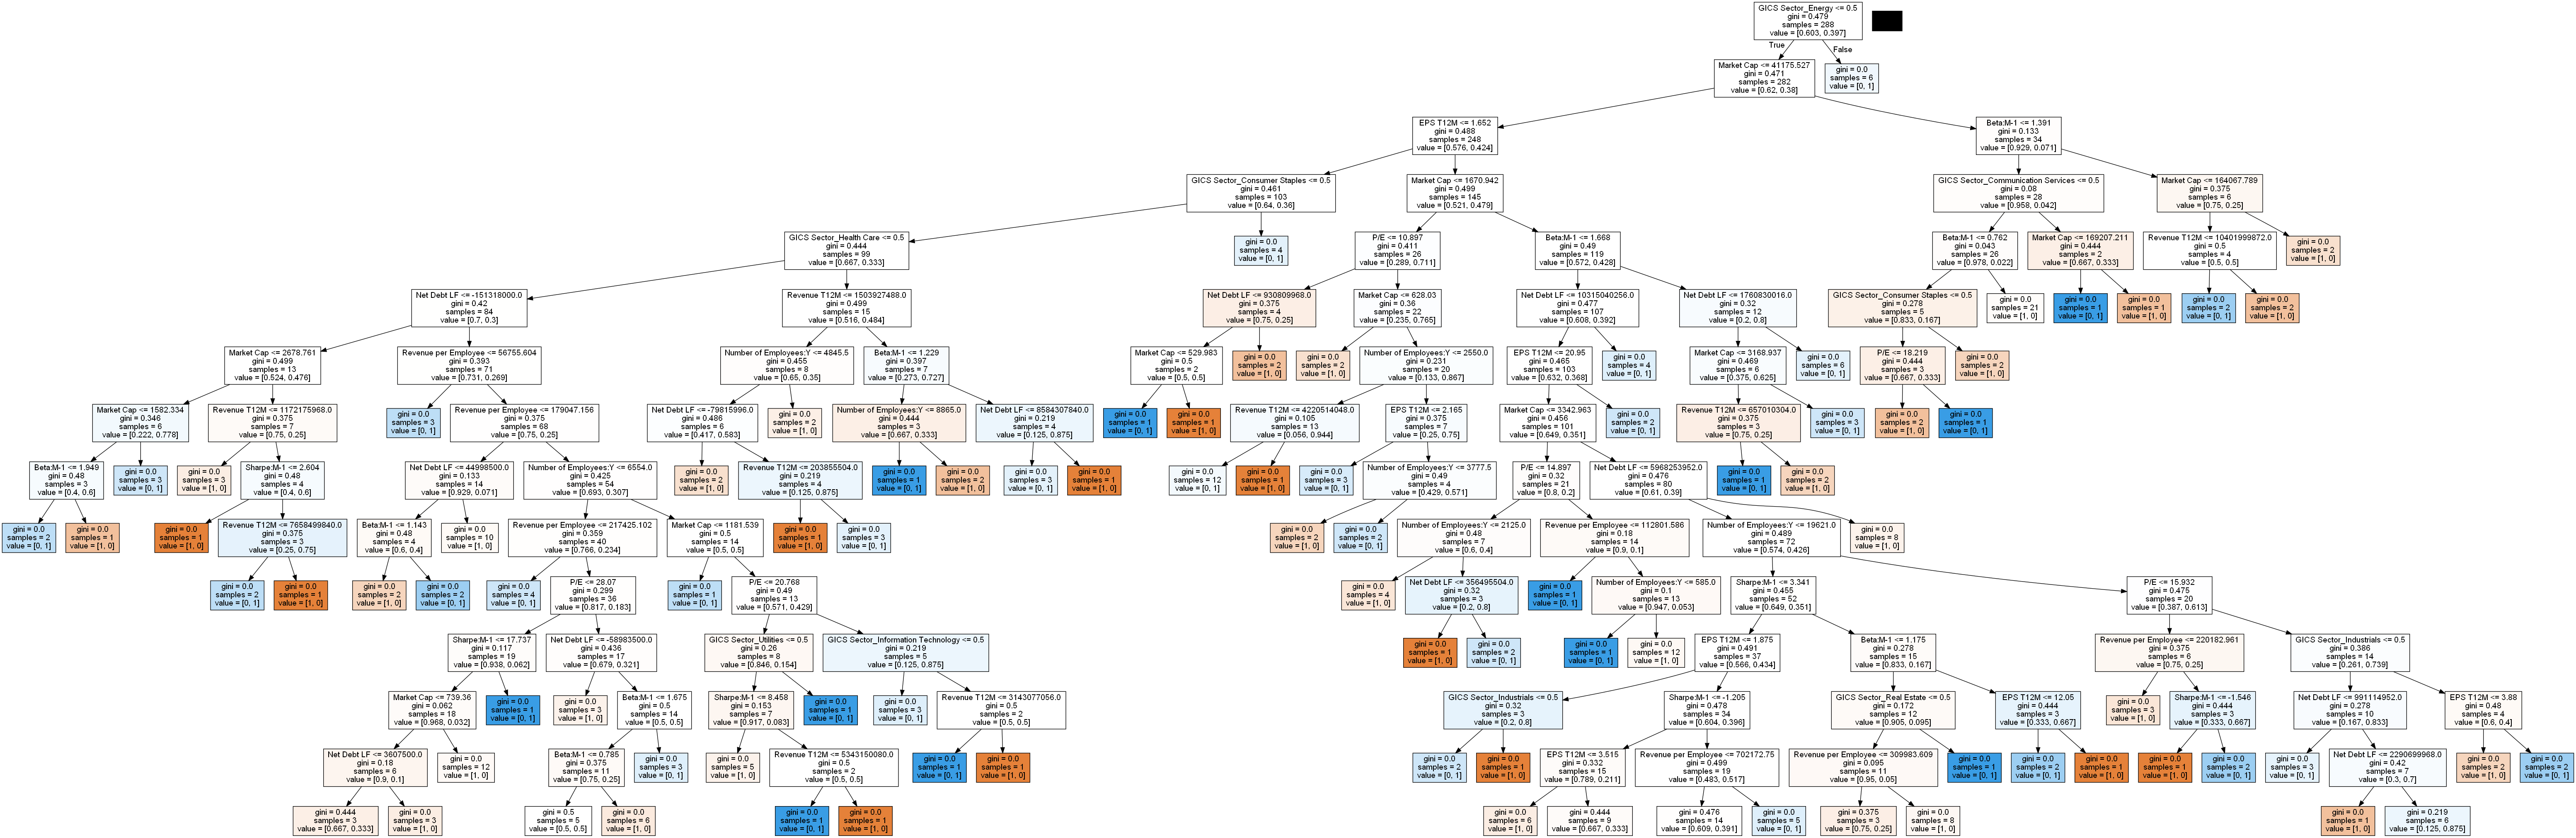 GICS Sector_Energy <= 0.5
gini = 0.479
samples = 288
value = [0.603, 0.397]
True
False
Market Cap <= 41175.527
gini = 0.471
samples = 282
value = [0.62, 0.38]
gini = 0.0
samples = 6
value = [0, 1]
EPS T12M <= 1.652
gini = 0.488
samples = 248
value = [0.576, 0.424]
Beta:M-1 <= 1.391
gini = 0.133
samples = 34
value = [0.929, 0.071]
GICS Sector_Consumer Staples <= 0.5
gini = 0.461
samples = 103
value = [0.64, 0.36]
Market Cap <= 1670.942
gini = 0.499
samples = 145
value = [0.521, 0.479]
GICS Sector_Communication Services <= 0.5
gini = 0.08
samples = 28
value = [0.958, 0.042]
Market Cap <= 164067.789
gini = 0.375
samples = 6
value = [0.75, 0.25]
GICS Sector_Health Care <= 0.5
gini = 0.444
samples = 99
value = [0.667, 0.333]
gini = 0.0
samples = 4
value = [0, 1]
P/E <= 10.897
gini = 0.411
samples = 26
value = [0.289, 0.711]
Beta:M-1 <= 1.668
gini = 0.49
samples = 119
value = [0.572, 0.428]
Beta:M-1 <= 0.762
gini = 0.043
samples = 26
value = [0.978, 0.022]
Market Cap <= 169207.211
gini = 0.444
samples = 2
value = [0.667, 0.333]
Revenue T12M <= 10401999872.0
gini = 0.5
samples = 4
value = [0.5, 0.5]
gini = 0.0
samples = 2
value = [1, 0]
Net Debt LF <= -151318000.0
gini = 0.42
samples = 84
value = [0.7, 0.3]
Revenue T12M <= 1503927488.0
gini = 0.499
samples = 15
value = [0.516, 0.484]
Net Debt LF <= 930809968.0
gini = 0.375
samples = 4
value = [0.75, 0.25]
Market Cap <= 628.03
gini = 0.36
samples = 22
value = [0.235, 0.765]
Net Debt LF <= 10315040256.0
gini = 0.477
samples = 107
value = [0.608, 0.392]
Net Debt LF <= 1760830016.0
gini = 0.32
samples = 12
value = [0.2, 0.8]
GICS Sector_Consumer Staples <= 0.5
gini = 0.278
samples = 5
value = [0.833, 0.167]
gini = 0.0
samples = 21
value = [1, 0]
gini = 0.0
samples = 1
value = [0, 1]
gini = 0.0
samples = 1
value = [1, 0]
gini = 0.0
samples = 2
value = [0, 1]
gini = 0.0
samples = 2
value = [1, 0]
Market Cap <= 2678.761
gini = 0.499
samples = 13
value = [0.524, 0.476]
Revenue per Employee <= 56755.604
gini = 0.393
samples = 71
value = [0.731, 0.269]
Number of Employees:Y <= 4845.5
gini = 0.455
samples = 8
value = [0.65, 0.35]
Beta:M-1 <= 1.229
gini = 0.397
samples = 7
value = [0.273, 0.727]
Market Cap <= 529.983
gini = 0.5
samples = 2
value = [0.5, 0.5]
gini = 0.0
samples = 2
value = [1, 0]
gini = 0.0
samples = 2
value = [1, 0]
Number of Employees:Y <= 2550.0
gini = 0.231
samples = 20
value = [0.133, 0.867]
EPS T12M <= 20.95
gini = 0.465
samples = 103
value = [0.632, 0.368]
gini = 0.0
samples = 4
value = [0, 1]
Market Cap <= 3168.937
gini = 0.469
samples = 6
value = [0.375, 0.625]
gini = 0.0
samples = 6
value = [0, 1]
P/E <= 18.219
gini = 0.444
samples = 3
value = [0.667, 0.333]
gini = 0.0
samples = 2
value = [1, 0]
Market Cap <= 1582.334
gini = 0.346
samples = 6
value = [0.222, 0.778]
Revenue T12M <= 1172175968.0
gini = 0.375
samples = 7
value = [0.75, 0.25]
gini = 0.0
samples = 3
value = [0, 1]
Revenue per Employee <= 179047.156
gini = 0.375
samples = 68
value = [0.75, 0.25]
Net Debt LF <= -79815996.0
gini = 0.486
samples = 6
value = [0.417, 0.583]
gini = 0.0
samples = 2
value = [1, 0]
Number of Employees:Y <= 8865.0
gini = 0.444
samples = 3
value = [0.667, 0.333]
Net Debt LF <= 8584307840.0
gini = 0.219
samples = 4
value = [0.125, 0.875]
gini = 0.0
samples = 1
value = [0, 1]
gini = 0.0
samples = 1
value = [1, 0]
Revenue T12M <= 4220514048.0
gini = 0.105
samples = 13
value = [0.056, 0.944]
EPS T12M <= 2.165
gini = 0.375
samples = 7
value = [0.25, 0.75]
Market Cap <= 3342.963
gini = 0.456
samples = 101
value = [0.649, 0.351]
gini = 0.0
samples = 2
value = [0, 1]
Revenue T12M <= 657010304.0
gini = 0.375
samples = 3
value = [0.75, 0.25]
gini = 0.0
samples = 3
value = [0, 1]
gini = 0.0
samples = 2
value = [1, 0]
gini = 0.0
samples = 1
value = [0, 1]
Beta:M-1 <= 1.949
gini = 0.48
samples = 3
value = [0.4, 0.6]
gini = 0.0
samples = 3
value = [0, 1]
gini = 0.0
samples = 3
value = [1, 0]
Sharpe:M-1 <= 2.604
gini = 0.48
samples = 4
value = [0.4, 0.6]
Net Debt LF <= 44998500.0
gini = 0.133
samples = 14
value = [0.929, 0.071]
Number of Employees:Y <= 6554.0
gini = 0.425
samples = 54
value = [0.693, 0.307]
gini = 0.0
samples = 2
value = [1, 0]
Revenue T12M <= 203855504.0
gini = 0.219
samples = 4
value = [0.125, 0.875]
gini = 0.0
samples = 1
value = [0, 1]
gini = 0.0
samples = 2
value = [1, 0]
gini = 0.0
samples = 3
value = [0, 1]
gini = 0.0
samples = 1
value = [1, 0]
gini = 0.0
samples = 12
value = [0, 1]
gini = 0.0
samples = 1
value = [1, 0]
gini = 0.0
samples = 3
value = [0, 1]
Number of Employees:Y <= 3777.5
gini = 0.49
samples = 4
value = [0.429, 0.571]
P/E <= 14.897
gini = 0.32
samples = 21
value = [0.8, 0.2]
Net Debt LF <= 5968253952.0
gini = 0.476
samples = 80
value = [0.61, 0.39]
gini = 0.0
samples = 1
value = [0, 1]
gini = 0.0
samples = 2
value = [1, 0]
gini = 0.0
samples = 2
value = [0, 1]
gini = 0.0
samples = 1
value = [1, 0]
gini = 0.0
samples = 1
value = [1, 0]
Revenue T12M <= 7658499840.0
gini = 0.375
samples = 3
value = [0.25, 0.75]
Beta:M-1 <= 1.143
gini = 0.48
samples = 4
value = [0.6, 0.4]
gini = 0.0
samples = 10
value = [1, 0]
Revenue per Employee <= 217425.102
gini = 0.359
samples = 40
value = [0.766, 0.234]
Market Cap <= 1181.539
gini = 0.5
samples = 14
value = [0.5, 0.5]
gini = 0.0
samples = 1
value = [1, 0]
gini = 0.0
samples = 3
value = [0, 1]
gini = 0.0
samples = 2
value = [1, 0]
gini = 0.0
samples = 2
value = [0, 1]
Number of Employees:Y <= 2125.0
gini = 0.48
samples = 7
value = [0.6, 0.4]
Revenue per Employee <= 112801.586
gini = 0.18
samples = 14
value = [0.9, 0.1]
Number of Employees:Y <= 19621.0
gini = 0.489
samples = 72
value = [0.574, 0.426]
gini = 0.0
samples = 8
value = [1, 0]
gini = 0.0
samples = 2
value = [0, 1]
gini = 0.0
samples = 1
value = [1, 0]
gini = 0.0
samples = 2
value = [1, 0]
gini = 0.0
samples = 2
value = [0, 1]
gini = 0.0
samples = 4
value = [0, 1]
P/E <= 28.07
gini = 0.299
samples = 36
value = [0.817, 0.183]
gini = 0.0
samples = 1
value = [0, 1]
P/E <= 20.768
gini = 0.49
samples = 13
value = [0.571, 0.429]
gini = 0.0
samples = 4
value = [1, 0]
Net Debt LF <= 356495504.0
gini = 0.32
samples = 3
value = [0.2, 0.8]
gini = 0.0
samples = 1
value = [0, 1]
Number of Employees:Y <= 585.0
gini = 0.1
samples = 13
value = [0.947, 0.053]
Sharpe:M-1 <= 3.341
gini = 0.455
samples = 52
value = [0.649, 0.351]
P/E <= 15.932
gini = 0.475
samples = 20
value = [0.387, 0.613]
Sharpe:M-1 <= 17.737
gini = 0.117
samples = 19
value = [0.938, 0.062]
Net Debt LF <= -58983500.0
gini = 0.436
samples = 17
value = [0.679, 0.321]
GICS Sector_Utilities <= 0.5
gini = 0.26
samples = 8
value = [0.846, 0.154]
GICS Sector_Information Technology <= 0.5
gini = 0.219
samples = 5
value = [0.125, 0.875]
gini = 0.0
samples = 1
value = [1, 0]
gini = 0.0
samples = 2
value = [0, 1]
gini = 0.0
samples = 1
value = [0, 1]
gini = 0.0
samples = 12
value = [1, 0]
EPS T12M <= 1.875
gini = 0.491
samples = 37
value = [0.566, 0.434]
Beta:M-1 <= 1.175
gini = 0.278
samples = 15
value = [0.833, 0.167]
Revenue per Employee <= 220182.961
gini = 0.375
samples = 6
value = [0.75, 0.25]
GICS Sector_Industrials <= 0.5
gini = 0.386
samples = 14
value = [0.261, 0.739]
Market Cap <= 739.36
gini = 0.062
samples = 18
value = [0.968, 0.032]
gini = 0.0
samples = 1
value = [0, 1]
gini = 0.0
samples = 3
value = [1, 0]
Beta:M-1 <= 1.675
gini = 0.5
samples = 14
value = [0.5, 0.5]
Sharpe:M-1 <= 8.458
gini = 0.153
samples = 7
value = [0.917, 0.083]
gini = 0.0
samples = 1
value = [0, 1]
gini = 0.0
samples = 3
value = [0, 1]
Revenue T12M <= 3143077056.0
gini = 0.5
samples = 2
value = [0.5, 0.5]
GICS Sector_Industrials <= 0.5
gini = 0.32
samples = 3
value = [0.2, 0.8]
Sharpe:M-1 <= -1.205
gini = 0.478
samples = 34
value = [0.604, 0.396]
GICS Sector_Real Estate <= 0.5
gini = 0.172
samples = 12
value = [0.905, 0.095]
EPS T12M <= 12.05
gini = 0.444
samples = 3
value = [0.333, 0.667]
gini = 0.0
samples = 3
value = [1, 0]
Sharpe:M-1 <= -1.546
gini = 0.444
samples = 3
value = [0.333, 0.667]
Net Debt LF <= 991114952.0
gini = 0.278
samples = 10
value = [0.167, 0.833]
EPS T12M <= 3.88
gini = 0.48
samples = 4
value = [0.6, 0.4]
Net Debt LF <= 3607500.0
gini = 0.18
samples = 6
value = [0.9, 0.1]
gini = 0.0
samples = 12
value = [1, 0]
Beta:M-1 <= 0.785
gini = 0.375
samples = 11
value = [0.75, 0.25]
gini = 0.0
samples = 3
value = [0, 1]
gini = 0.0
samples = 5
value = [1, 0]
Revenue T12M <= 5343150080.0
gini = 0.5
samples = 2
value = [0.5, 0.5]
gini = 0.0
samples = 1
value = [0, 1]
gini = 0.0
samples = 1
value = [1, 0]
gini = 0.0
samples = 2
value = [0, 1]
gini = 0.0
samples = 1
value = [1, 0]
EPS T12M <= 3.515
gini = 0.332
samples = 15
value = [0.789, 0.211]
Revenue per Employee <= 702172.75
gini = 0.499
samples = 19
value = [0.483, 0.517]
Revenue per Employee <= 309983.609
gini = 0.095
samples = 11
value = [0.95, 0.05]
gini = 0.0
samples = 1
value = [0, 1]
gini = 0.0
samples = 2
value = [0, 1]
gini = 0.0
samples = 1
value = [1, 0]
gini = 0.0
samples = 1
value = [1, 0]
gini = 0.0
samples = 2
value = [0, 1]
gini = 0.0
samples = 3
value = [0, 1]
Net Debt LF <= 2290699968.0
gini = 0.42
samples = 7
value = [0.3, 0.7]
gini = 0.0
samples = 2
value = [1, 0]
gini = 0.0
samples = 2
value = [0, 1]
gini = 0.444
samples = 3
value = [0.667, 0.333]
gini = 0.0
samples = 3
value = [1, 0]
gini = 0.5
samples = 5
value = [0.5, 0.5]
gini = 0.0
samples = 6
value = [1, 0]
gini = 0.0
samples = 1
value = [0, 1]
gini = 0.0
samples = 1
value = [1, 0]
gini = 0.0
samples = 6
value = [1, 0]
gini = 0.444
samples = 9
value = [0.667, 0.333]
gini = 0.476
samples = 14
value = [0.609, 0.391]
gini = 0.0
samples = 5
value = [0, 1]
gini = 0.375
samples = 3
value = [0.75, 0.25]
gini = 0.0
samples = 8
value = [1, 0]
gini = 0.0
samples = 1
value = [1, 0]
gini = 0.219
samples = 6
value = [0.125, 0.875]